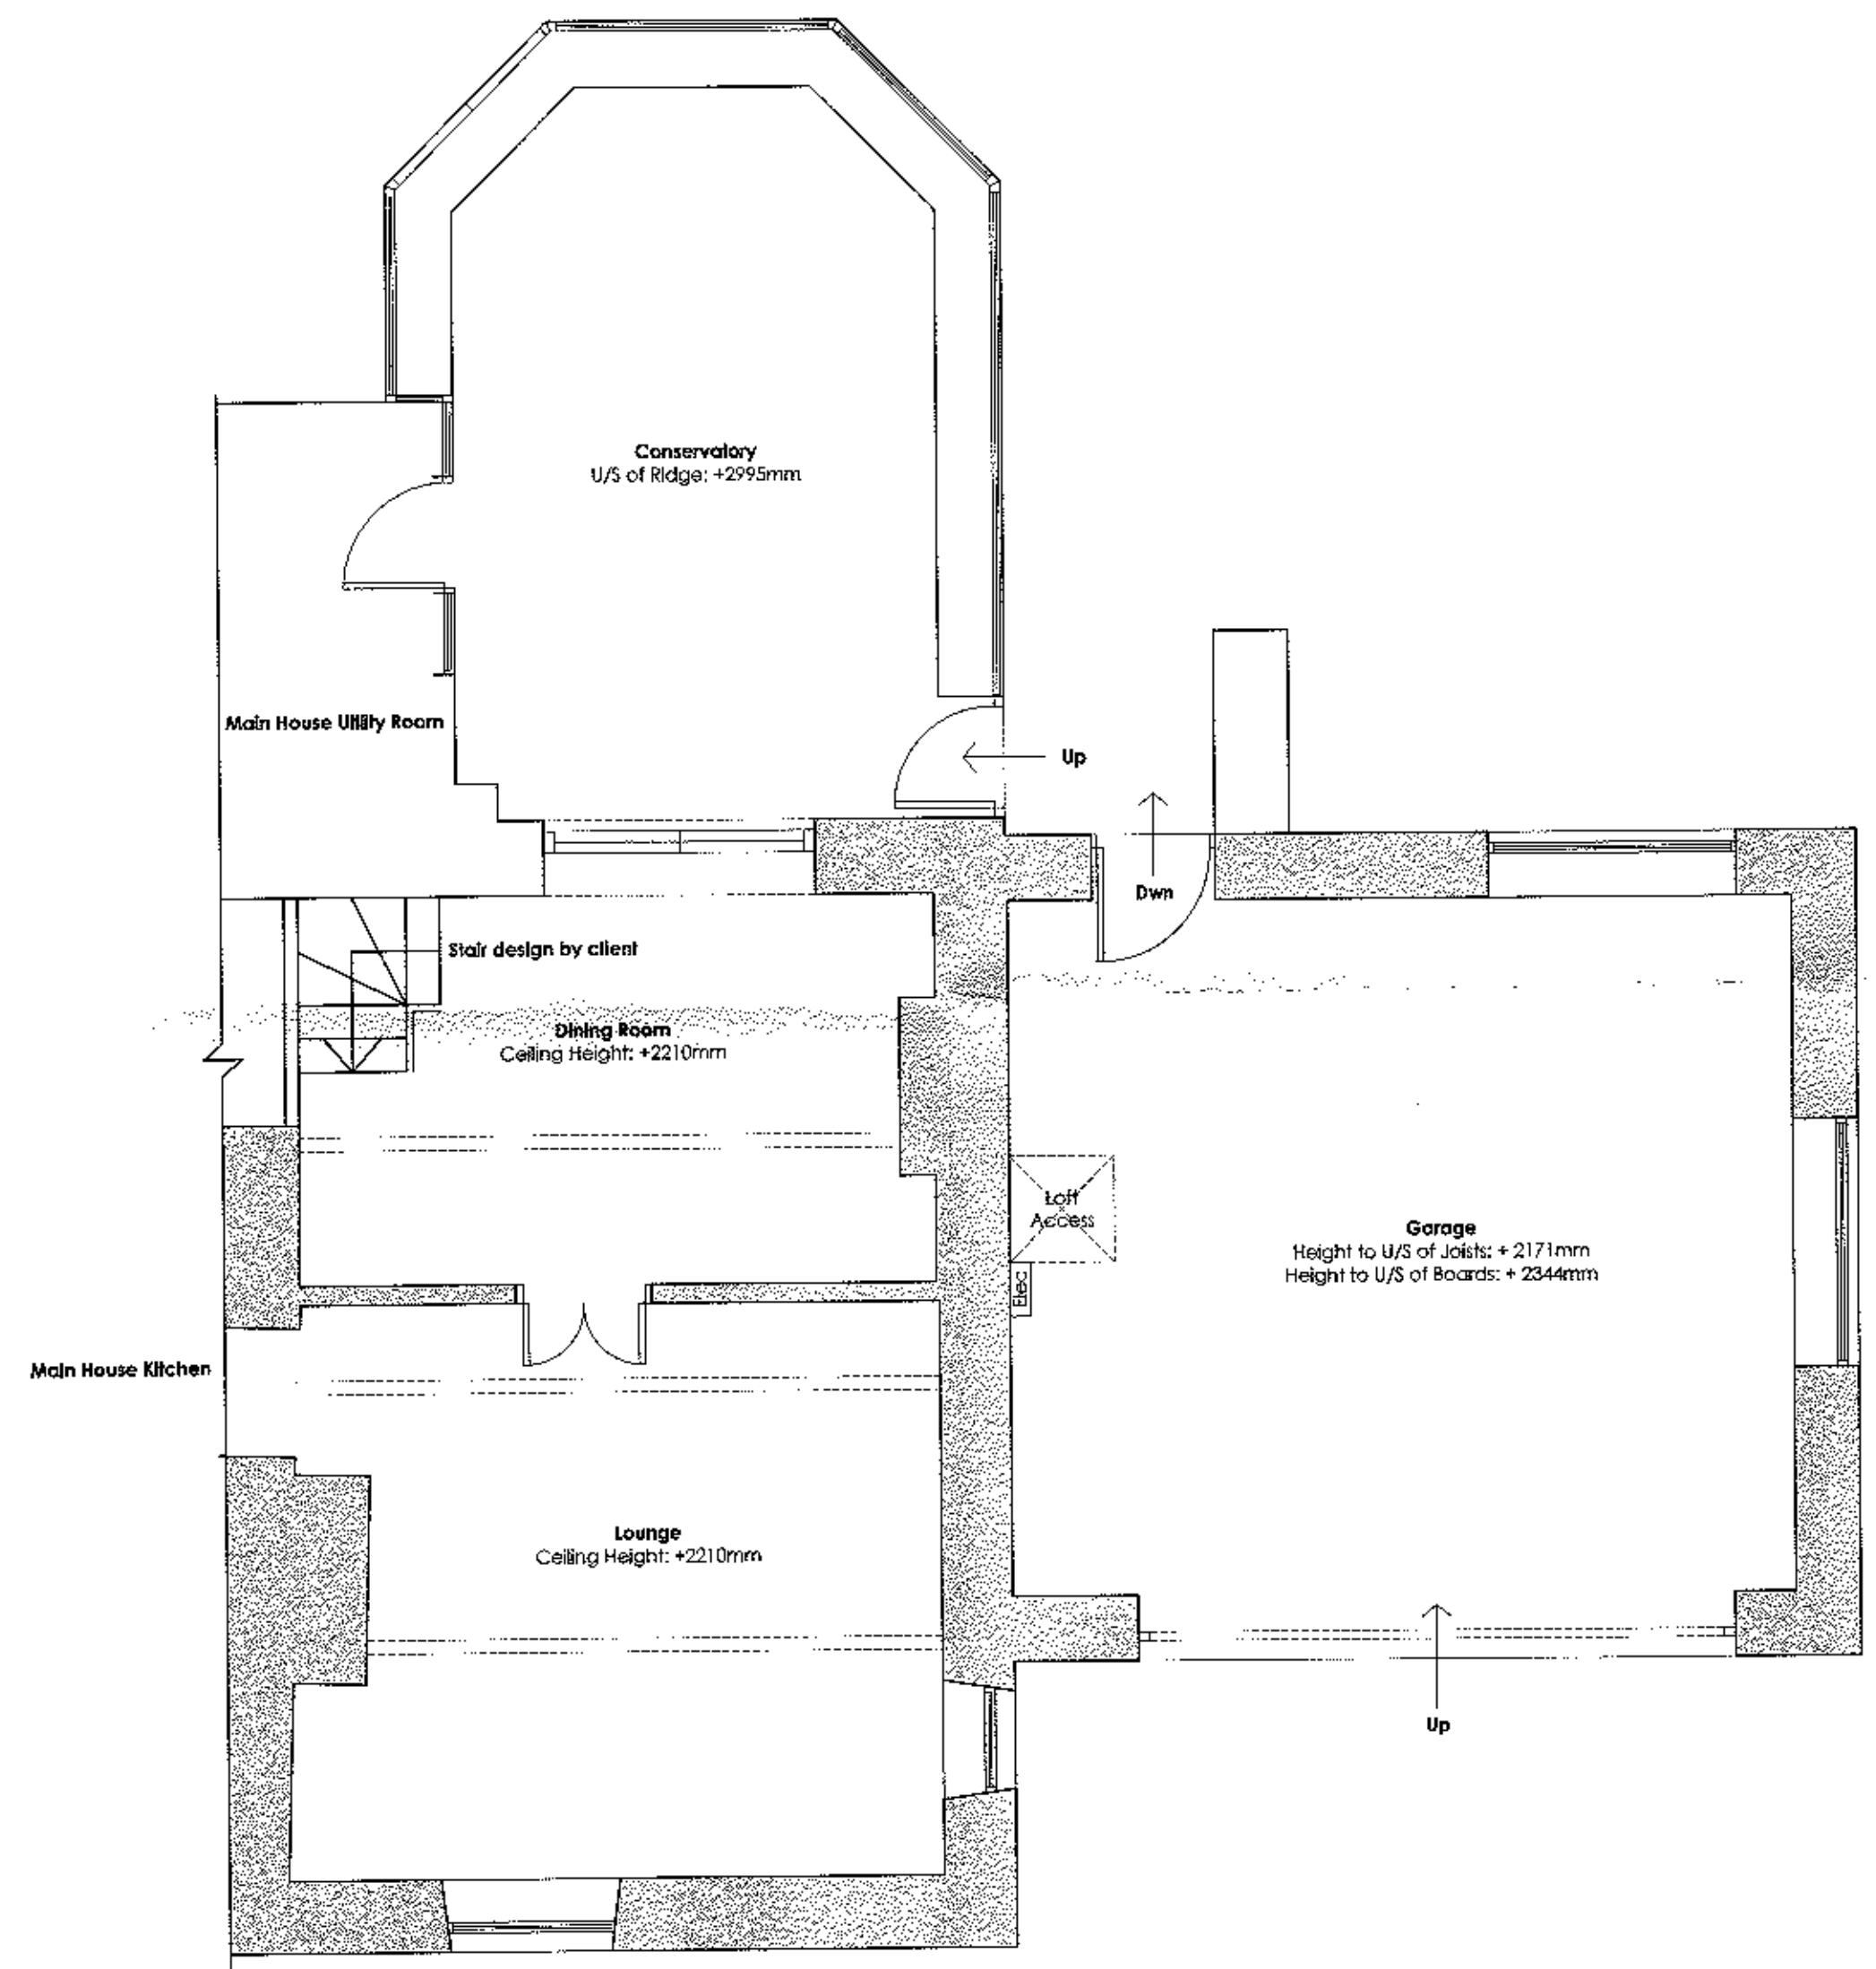 Conservatory
U/S of Ridge: +2995mm
Main House Utility Room
Up
Dwn
Stair design by client
Dining Room
Ceiling Height: +2210mm
Loft
Access
Elec
Garage
Height to U/S of Joists: + 2171mm
Height to U/S of Boards: + 2344mm
Main House Kitchen
Lounge
Ceiling Height: +2210mm
Up